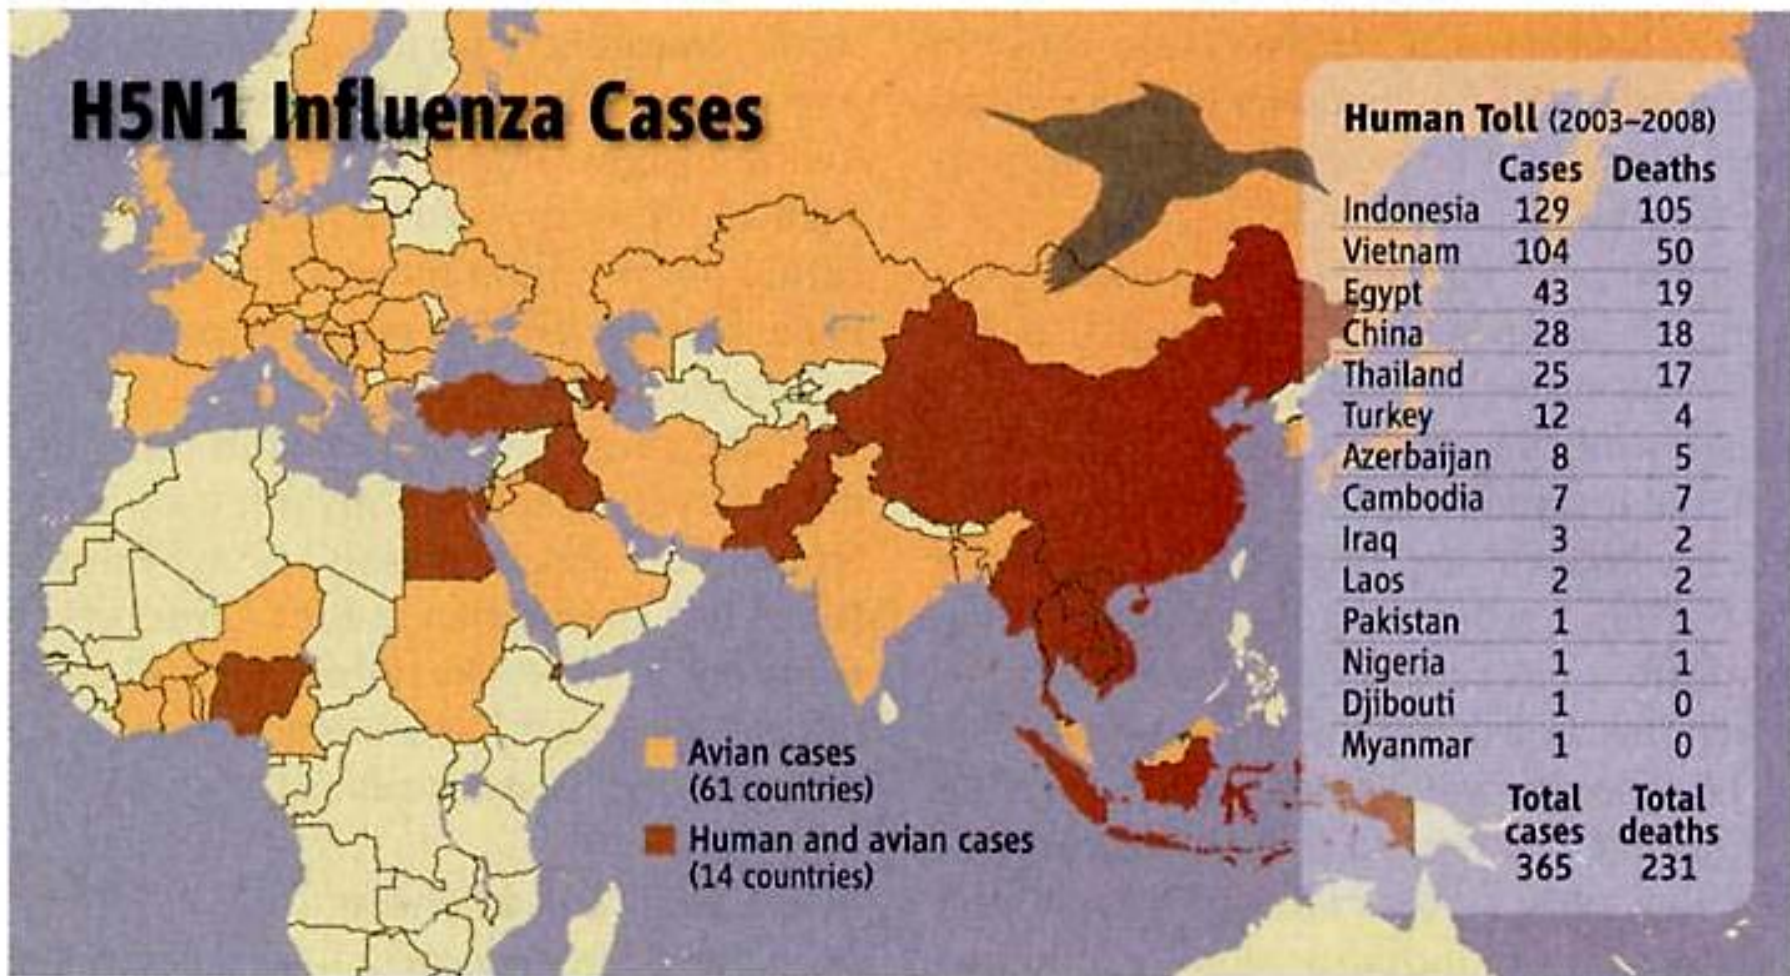 H5N1 Influenza Cases
Human Toll (2003–2008)
Cases Deaths
Indonesia 129 105
Vietnam 104 50
Egypt 43 19
China 28 18
Thailand 25 17
Turkey 12 4
Azerbaijan 8 5
Cambodia 7 7
Iraq 3 2
Laos 2 2
Pakistan 1 1
Nigeria 1 1
Djibouti 1 0
Myanmar 1 0
Total Total
cases deaths
365 231
Avian cases
(61 countries)
Human and avian cases
(14 countries)